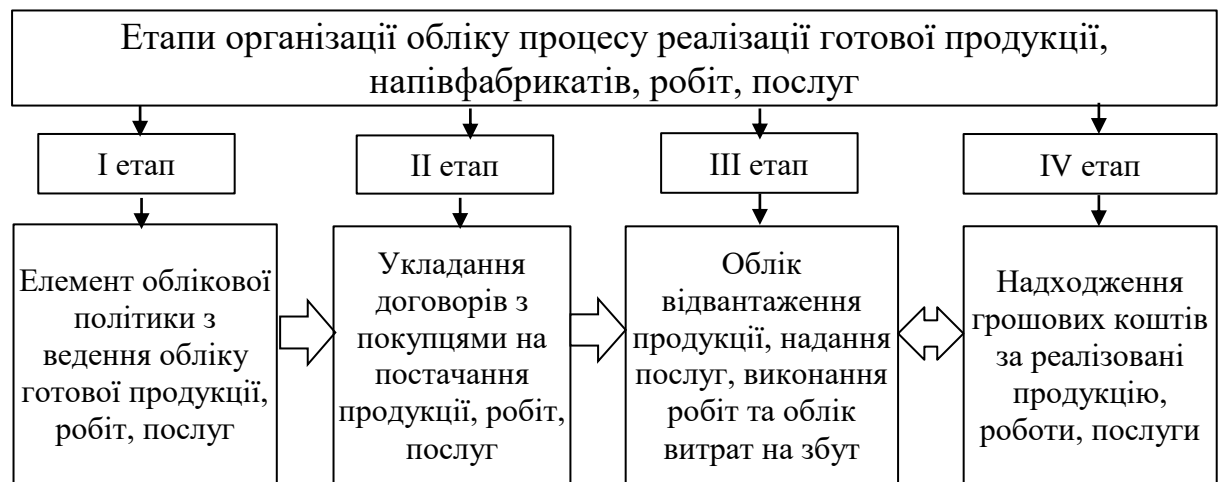 Етапи організації обліку процесу реалізації готової продукції,
напівфабрикатів, робіт, послуг
I етап
II етап
III етап
IV етап
Елемент облікової
політики з
ведення обліку
готової продукції,
робіт, послуг
Укладання
договорів з
покупцями на
постачання
продукції, робіт,
послуг
Облік
відвантаження
продукції, надання
послуг, виконання
робіт та облік
витрат на збут
Надходження
грошових коштів
за реалізовані
продукцію,
роботи, послуги